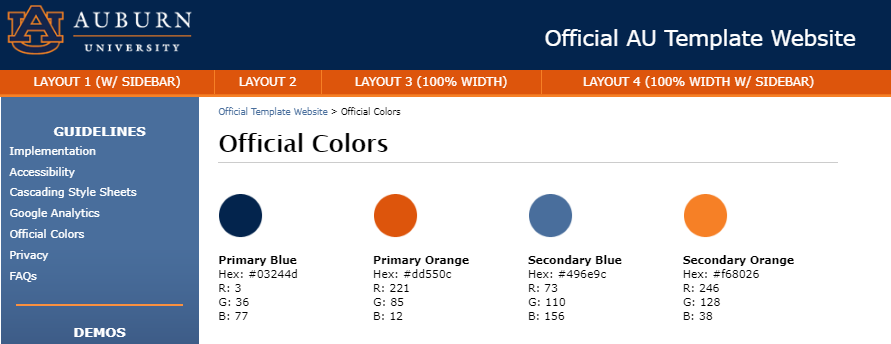 AUBURN
UNIVERSITY
Official AU Template Website
LAYOUT 1 (W/ SIDEBAR)
LAYOUT 2
LAYOUT 3 (100% WIDTH)
LAYOUT 4 (100% WIDTH W/ SIDEBAR)
GUIDELINES
Implementation
Accessibility
Cascading Style Sheets
Google Analytics
Official Colors
Privacy
FAQs
DEMOS
Official Template Website > Official Colors
Official Colors
Primary Blue
Hex: #03244d
R: 3
G: 36
B: 77
Primary Orange
Hex: #dd550c
R: 221
G: 85
B: 12
Secondary Blue
Hex: #496e9c
R: 73
G: 110
B: 156
Secondary Orange
Hex: #f68026
R: 246
G: 128
B: 38